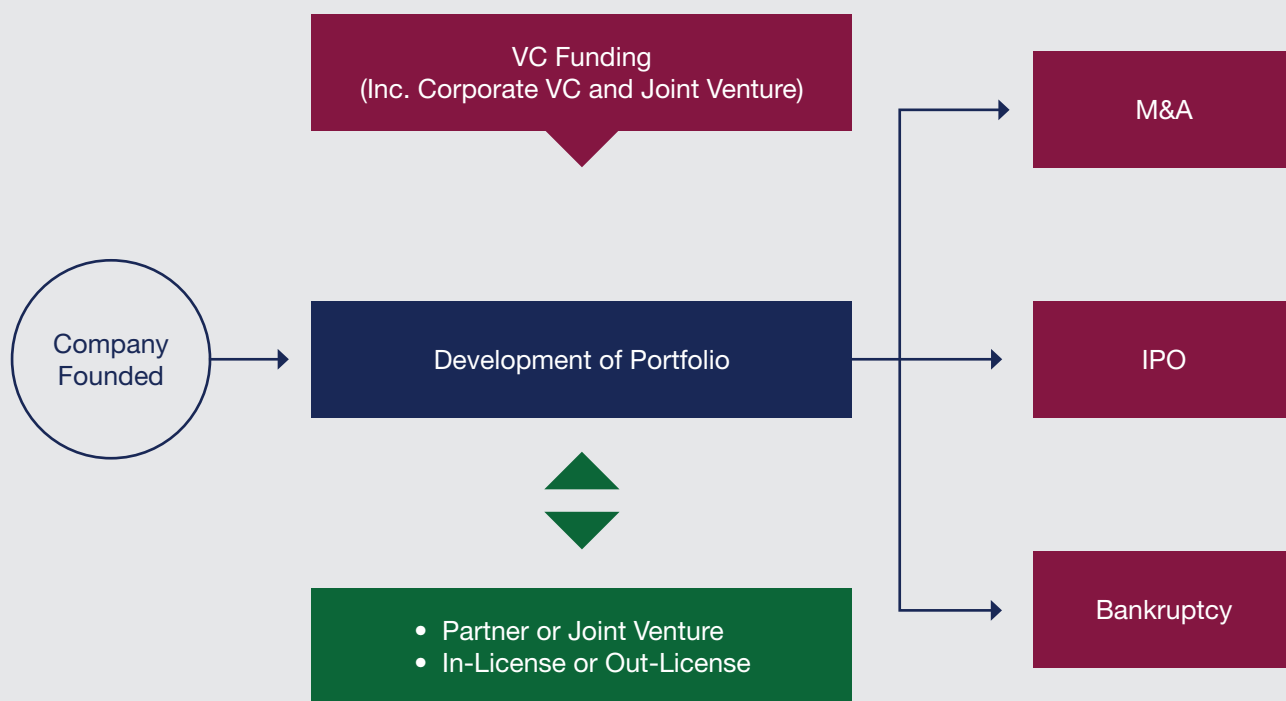 VC Funding
(Inc. Corporate VC and Joint Venture)
M&A
Company
Founded
Development of Portfolio
IPO
• Partner or Joint Venture
• In-License or Out-License
Bankruptcy